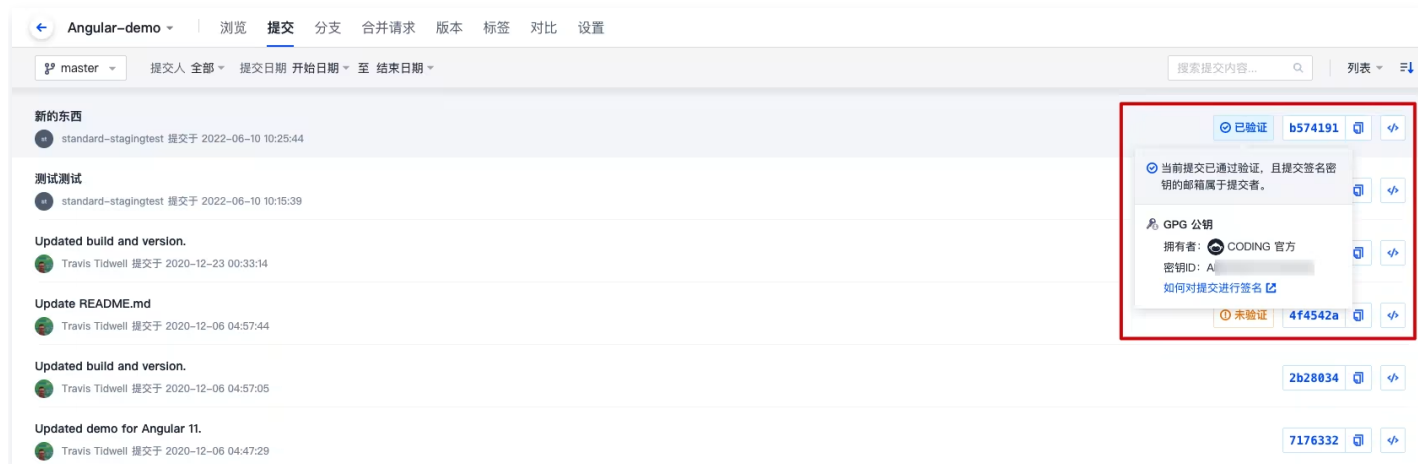 Angular-demo 浏览 提交 分支 合并请求 版本 标签 对比 设置
master 提交人 全部 提交日期 开始日期 至 结束日期 搜索提交内容... 列表
新的东西
standard-stagingtest 提交于 2022-06-10 10:25:44
已验证 b574191
当前提交已通过验证，且提交签名密
钥的邮箱属于提交者。
GPG 公钥
拥有者： CODING 官方
密钥ID： A
如何对提交进行签名
测试测试
standard-stagingtest 提交于 2022-06-10 10:15:39
Updated build and version.
Travis Tidwell 提交于 2020-12-23 00:33:14
Update README.md
Travis Tidwell 提交于 2020-12-06 04:57:44
未验证 4f4542a
Updated build and version.
Travis Tidwell 提交于 2020-12-06 04:57:05
2b28034
Updated demo for Angular 11.
Travis Tidwell 提交于 2020-12-06 04:47:29
7176332